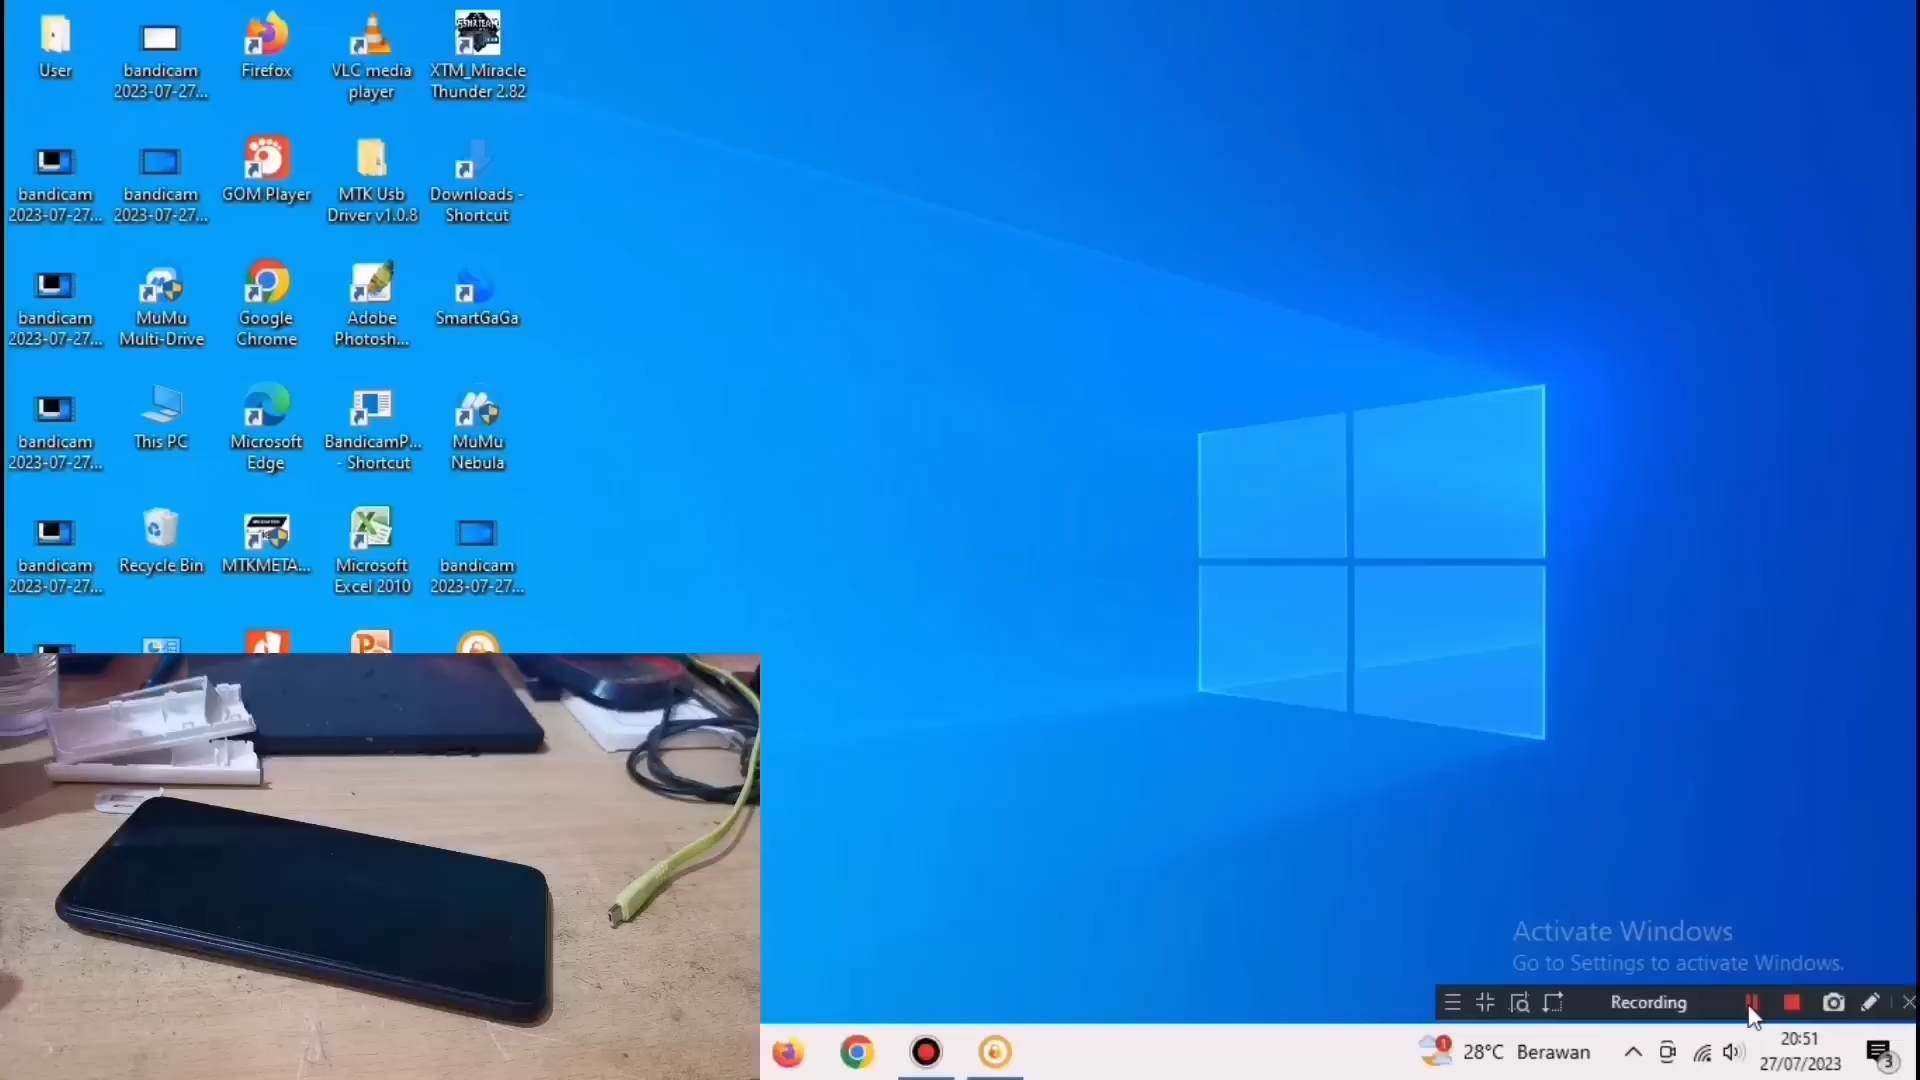 User
bandicam
2023-07-27...
Firefox
VLC media
player
XTM_Miracle
Thunder 2.82
bandicam
2023-07-27...
bandicam
2023-07-27...
GOM Player
MTK Usb
Driver v1.0.8
Downloads -
Shortcut
bandicam
2023-07-27...
MuMu
Multi-Drive
Google
Chrome
Adobe
Photosh...
SmartGaGa
bandicam
2023-07-27...
This PC
Microsoft
Edge
BandicamP...
- Shortcut
MuMu
Nebula
bandicam
2023-07-27...
Recycle Bin
MTKMETA...
Microsoft
Excel 2010
bandicam
2023-07-27...
Activate Windows
Go to Settings to activate Windows.
Recording
1
28°C Berawan
20:51
27/07/2023
3